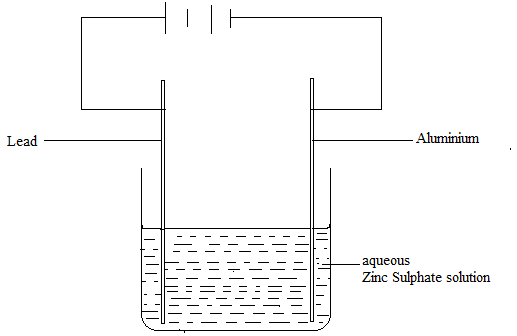 Lead
Aluminium
aqueous
Zinc Sulphate solution